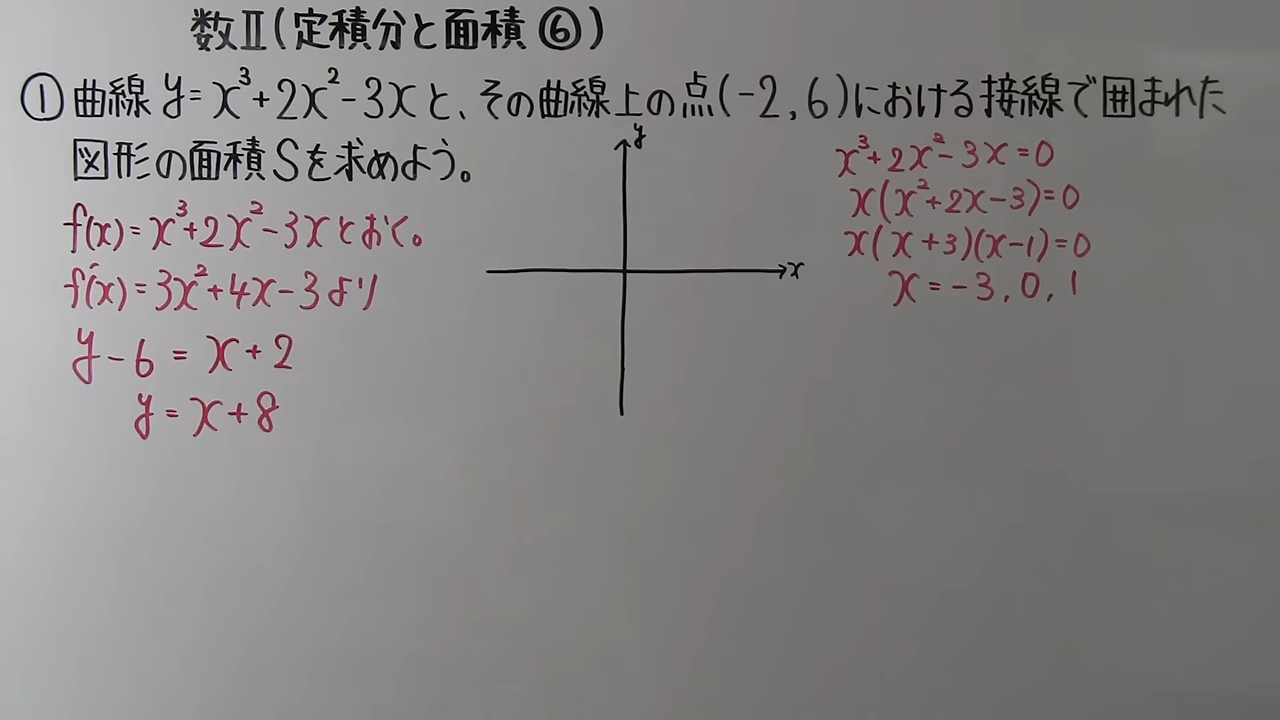 数Ⅱ(定積分と面積⑥)
①曲線 y=x³+2x²-3xと、その曲線上の点(-2,6)における接線で囲まれた
図形の面積Sを求めよう。
f(x)=x³+2x²-3xとおく。
f'(x)=3x²+4x-3より
y-6=x+2
y=x+8
y
x
x³+2x²-3x=0
x(x²+2x-3)=0
x(x+3)(x-1)=0
x=-3,0,1